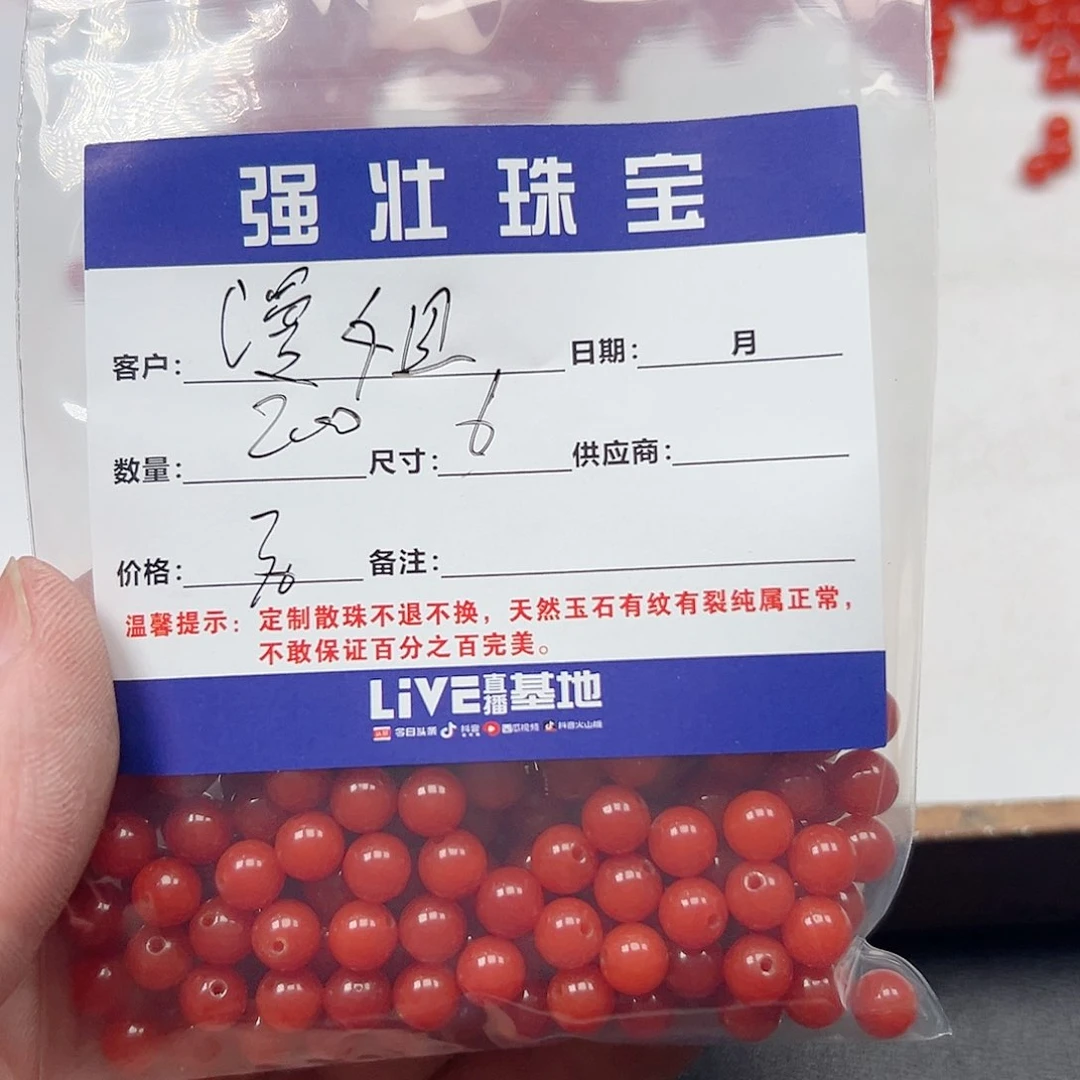 强壮珠宝
客户：漫姐 日期： 月
数量：200 尺寸：6 供应商：
价格： 备注：
温馨提示：定制散珠不退不换，天然玉石有纹有裂纯属正常，
不敢保证百分之百完美。
LiVE直播基地
头条 今日头条 抖音 西瓜视频 抖音火山版